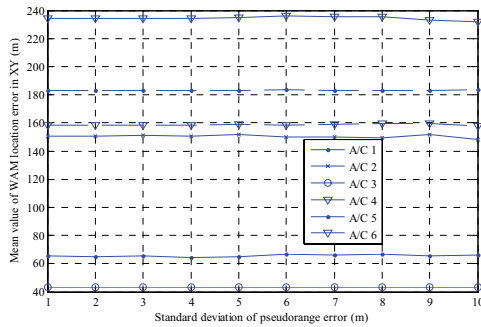 240
220
200
180
160
140
120
100
80
60
40
Mean value of WAM location error in XY (m)
A/C 1
A/C 2
A/C 3
A/C 4
A/C 5
A/C 6
1 2 3 4 5 6 7 8 9 10
Standard deviation of pseudorange error (m)